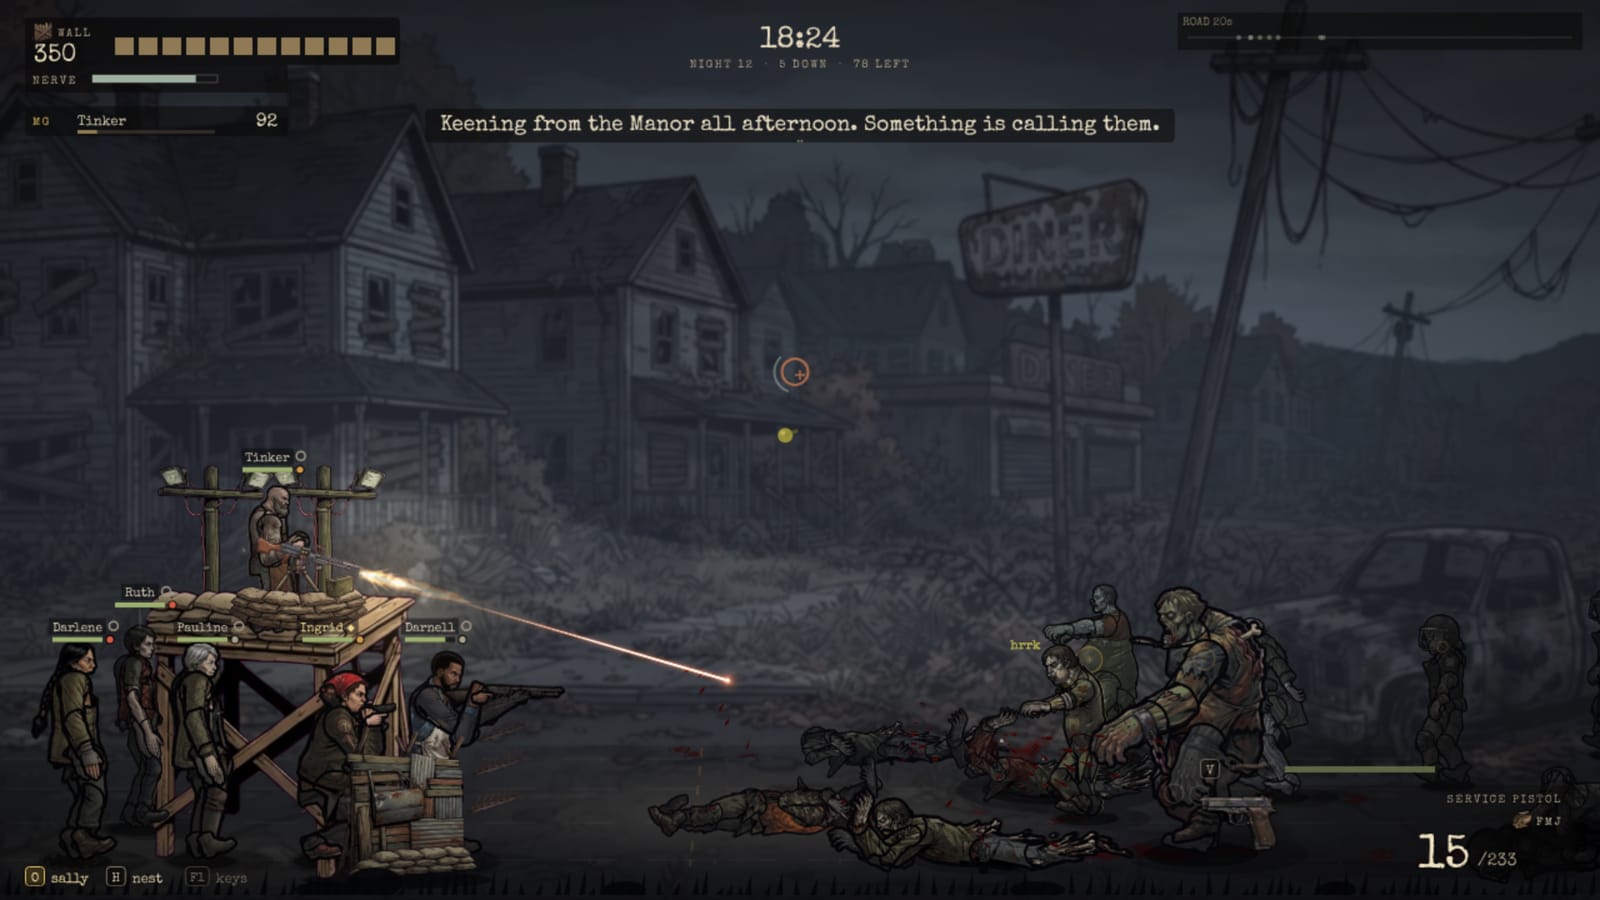 WALL
350
NERVE
MG Tinker 92
18:24
NIGHT 12 · 5 DOWN · 78 LEFT
ROAD 20s
Keening from the Manor all afternoon. Something is calling them.
DINER
DINER
Tinker
Ruth
Darlene
Pauline
Ingrid
Darnell
hrrk
V
SERVICE PISTOL
FMJ
15 /233
O sally H nest F1 keys